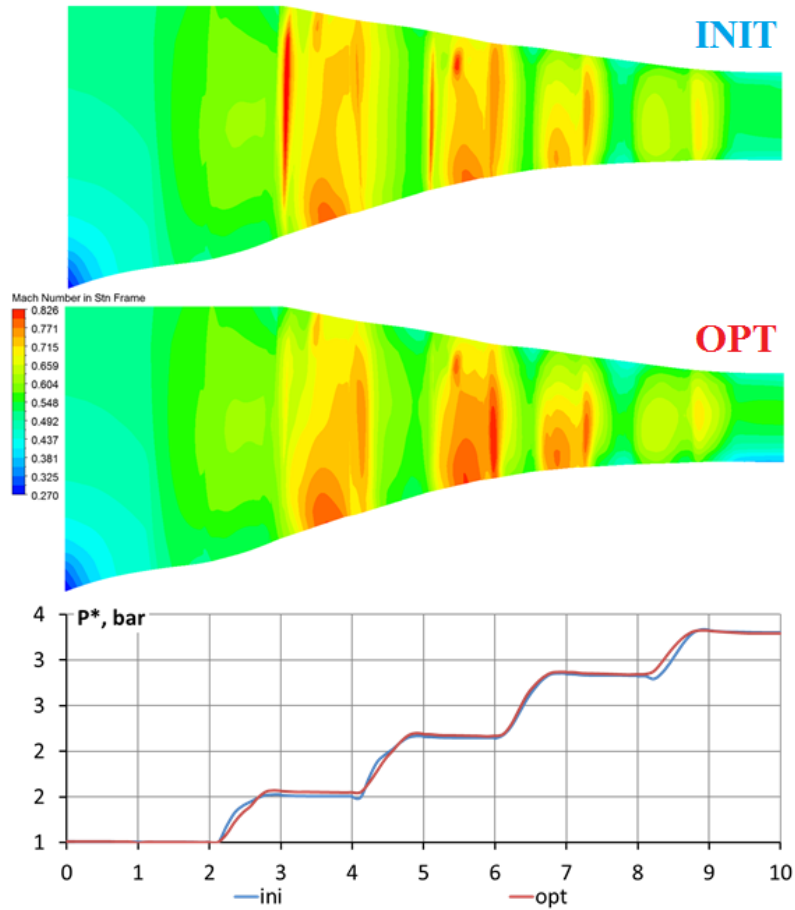 INIT
Mach Number in Stn Frame
0.826
0.771
0.715
0.659
0.604
0.548
0.492
0.437
0.381
0.325
0.270
OPT
P*, bar
4
3
3
2
2
1
0 1 2 3 4 5 6 7 8 9 10
ini opt